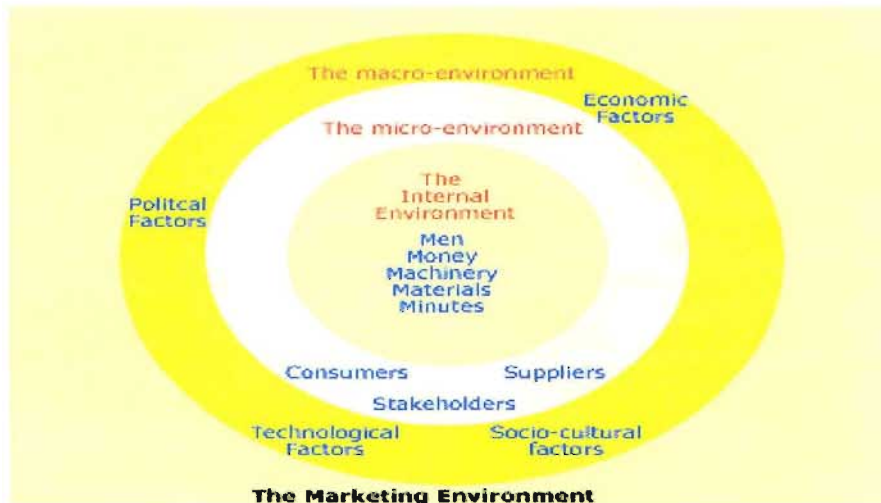 The macro-environment
Economic
Factors
The micro-environment
The
Internal
Environment
Politcal
Factors
Men
Money
Machinery
Materials
Minutes
Consumers
Suppliers
Stakeholders
Technological
Factors
Socio-cultural
factors
The Marketing Environment